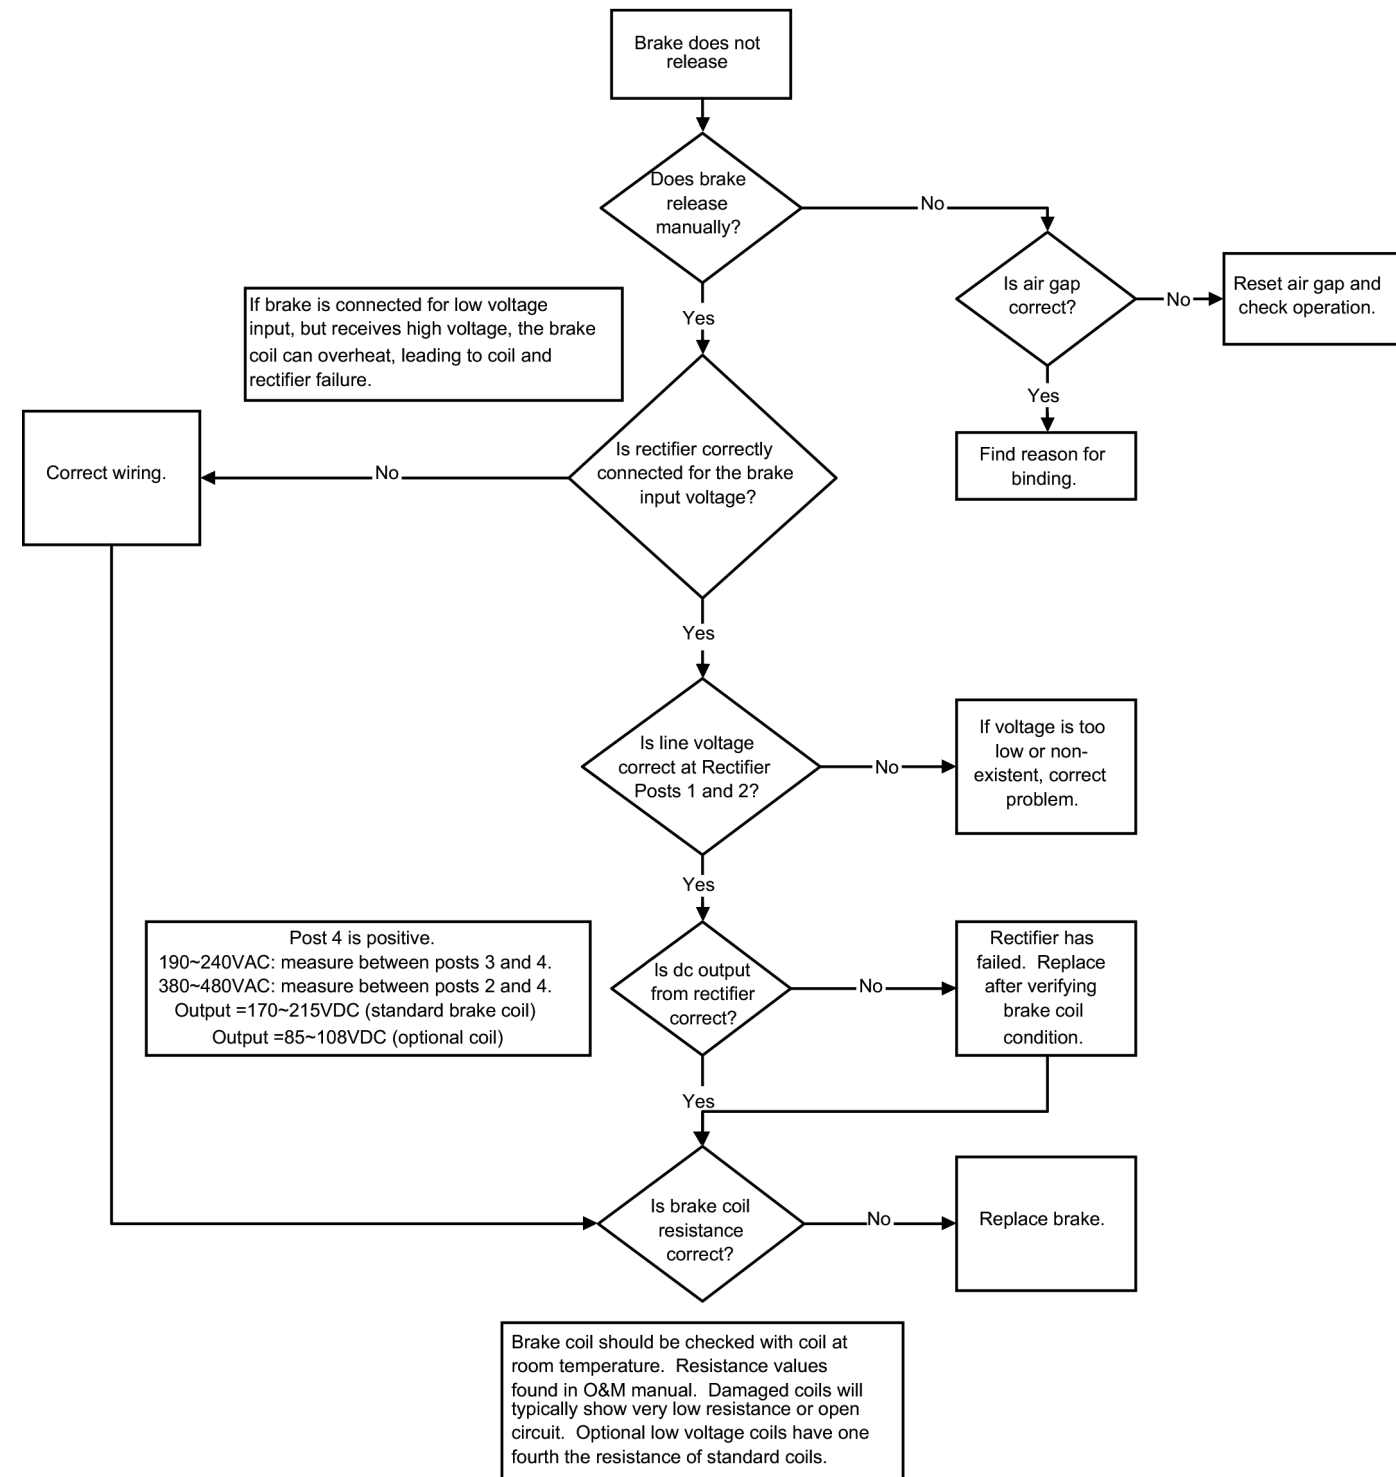 Brake does not
release
Does brake
release
manually?
No
Is air gap
correct?
No
Reset air gap and
check operation.
Yes
Find reason for
binding.
Yes
If brake is connected for low voltage
input, but receives high voltage, the brake
coil can overheat, leading to coil and
rectifier failure.
Is rectifier correctly
connected for the brake
input voltage?
No
Correct wiring.
Yes
Is line voltage
correct at Rectifier
Posts 1 and 2?
No
If voltage is too
low or non-
existent, correct
problem.
Yes
Post 4 is positive.
190~240VAC: measure between posts 3 and 4.
380~480VAC: measure between posts 2 and 4.
Output =170~215VDC (standard brake coil)
Output =85~108VDC (optional coil)
Is dc output
from rectifier
correct?
No
Rectifier has
failed.  Replace
after verifying
brake coil
condition.
Yes
Is brake coil
resistance
correct?
No
Replace brake.
Brake coil should be checked with coil at
room temperature.  Resistance values
found in O&M manual.  Damaged coils will
typically show very low resistance or open
circuit.  Optional low voltage coils have one
fourth the resistance of standard coils.